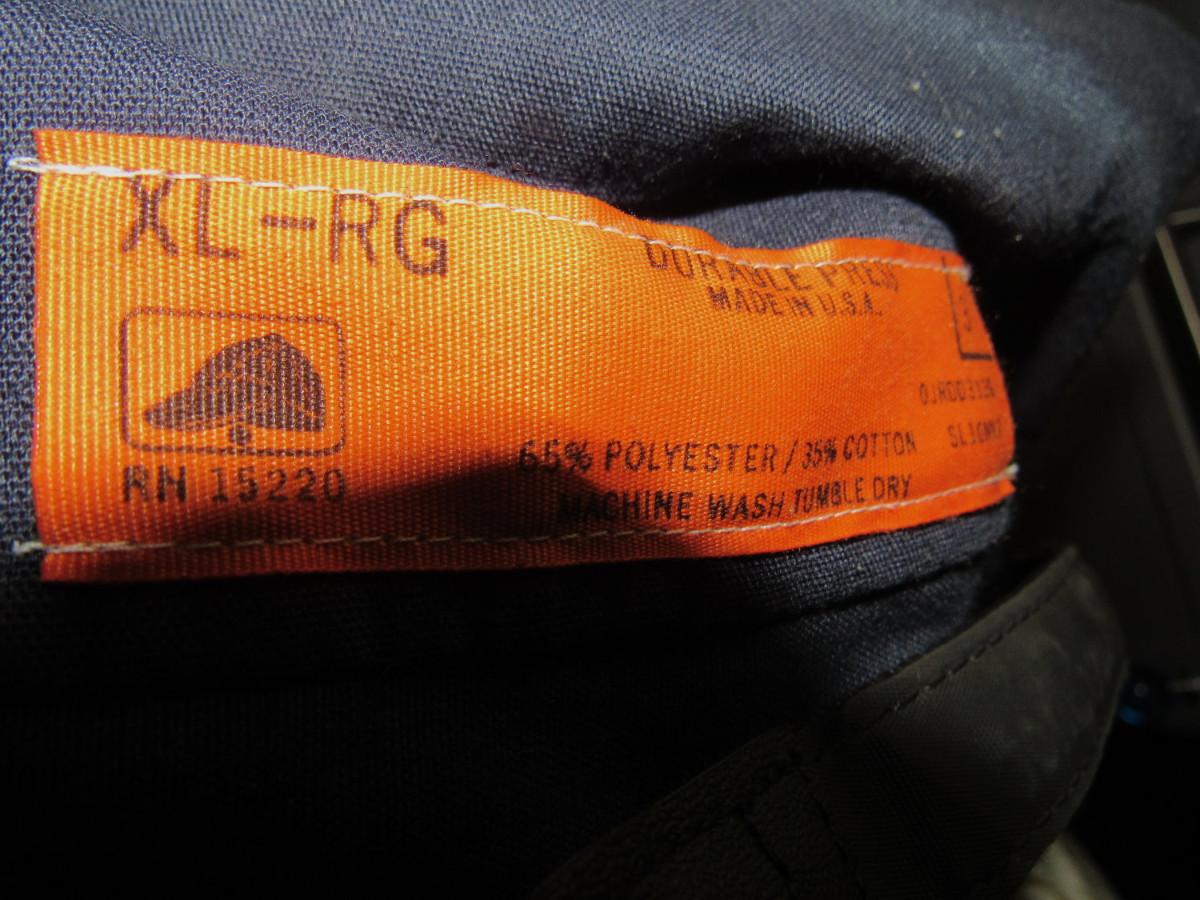 XL-RG
DURABLE PRESS
MADE IN U.S.A.
RN 15220
65% POLYESTER / 35% COTTON
MACHINE WASH TUMBLE DRY